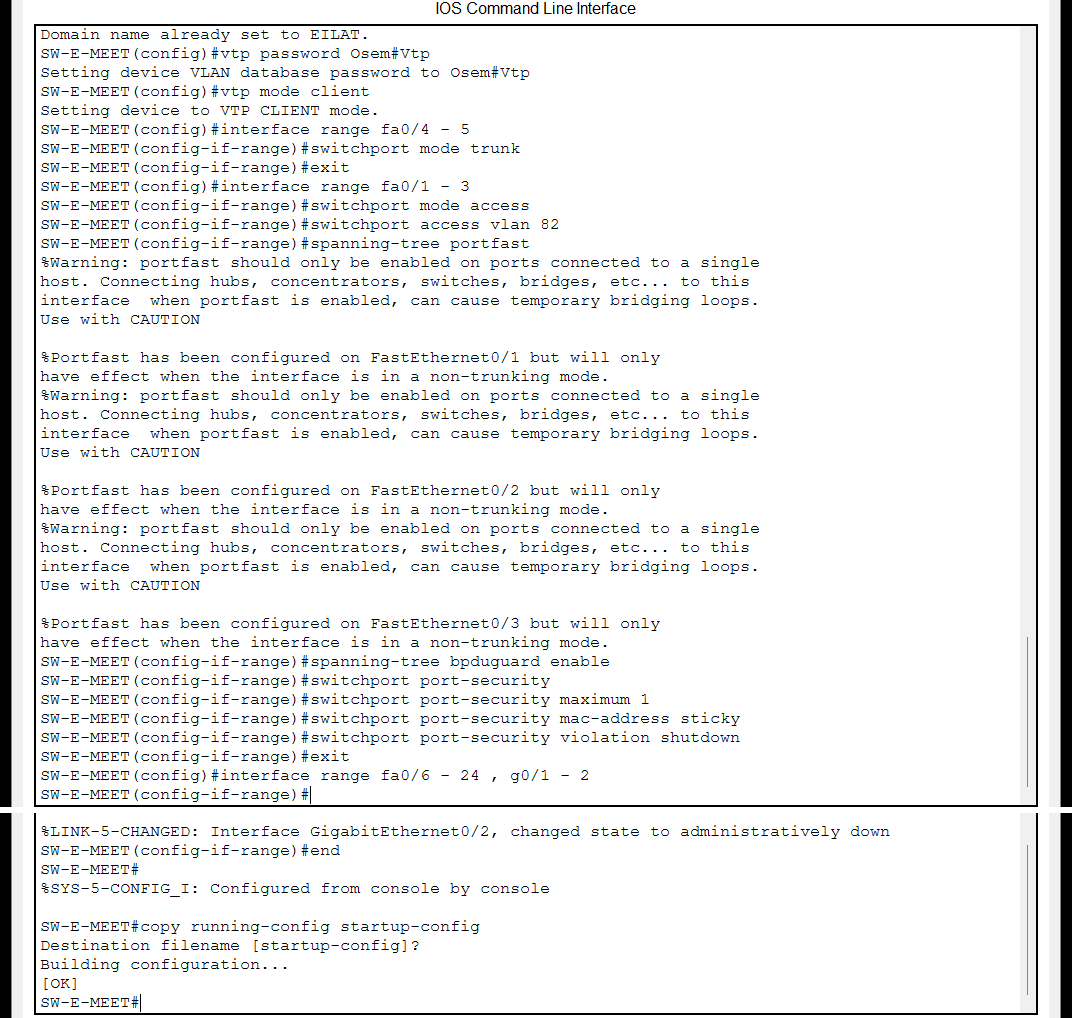 IOS Command Line Interface
Domain name already set to EILAT.
SW-E-MEET(config)#vtp password Osem#Vtp
Setting device VLAN database password to Osem#Vtp
SW-E-MEET(config)#vtp mode client
Setting device to VTP CLIENT mode.
SW-E-MEET(config)#interface range fa0/4 - 5
SW-E-MEET(config-if-range)#switchport mode trunk
SW-E-MEET(config-if-range)#exit
SW-E-MEET(config)#interface range fa0/1 - 3
SW-E-MEET(config-if-range)#switchport mode access
SW-E-MEET(config-if-range)#switchport access vlan 82
SW-E-MEET(config-if-range)#spanning-tree portfast
%Warning: portfast should only be enabled on ports connected to a single
host. Connecting hubs, concentrators, switches, bridges, etc... to this
interface  when portfast is enabled, can cause temporary bridging loops.
Use with CAUTION

%Portfast has been configured on FastEthernet0/1 but will only
have effect when the interface is in a non-trunking mode.
%Warning: portfast should only be enabled on ports connected to a single
host. Connecting hubs, concentrators, switches, bridges, etc... to this
interface  when portfast is enabled, can cause temporary bridging loops.
Use with CAUTION

%Portfast has been configured on FastEthernet0/2 but will only
have effect when the interface is in a non-trunking mode.
%Warning: portfast should only be enabled on ports connected to a single
host. Connecting hubs, concentrators, switches, bridges, etc... to this
interface  when portfast is enabled, can cause temporary bridging loops.
Use with CAUTION

%Portfast has been configured on FastEthernet0/3 but will only
have effect when the interface is in a non-trunking mode.
SW-E-MEET(config-if-range)#spanning-tree bpduguard enable
SW-E-MEET(config-if-range)#switchport port-security
SW-E-MEET(config-if-range)#switchport port-security maximum 1
SW-E-MEET(config-if-range)#switchport port-security mac-address sticky
SW-E-MEET(config-if-range)#switchport port-security violation shutdown
SW-E-MEET(config-if-range)#exit
SW-E-MEET(config)#interface range fa0/6 - 24 , g0/1 - 2
SW-E-MEET(config-if-range)#
%LINK-5-CHANGED: Interface GigabitEthernet0/2, changed state to administratively down
SW-E-MEET(config-if-range)#end
SW-E-MEET#
%SYS-5-CONFIG_I: Configured from console by console

SW-E-MEET#copy running-config startup-config
Destination filename [startup-config]?
Building configuration...
[OK]
SW-E-MEET#